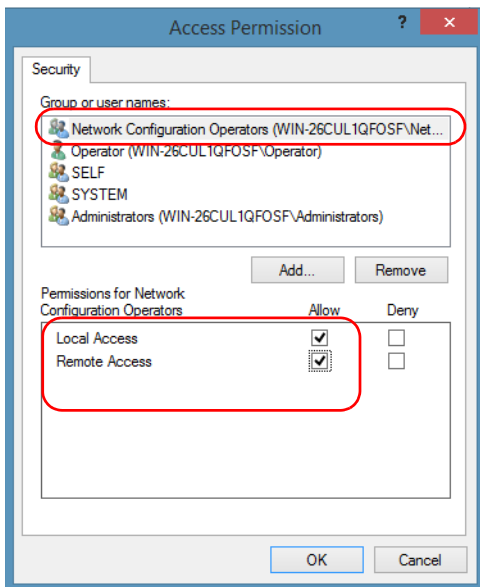 Access Permission ? ×
Security
Group or user names:
Network Configuration Operators (WIN-26CUL1QFOSF\Net...
Operator (WIN-26CUL1QFOSF\Operator)
SELF
SYSTEM
Administrators (WIN-26CUL1QFOSF\Administrators)
Add... Remove
Permissions for Network
Configuration Operators Allow Deny
Local Access
Remote Access
OK Cancel